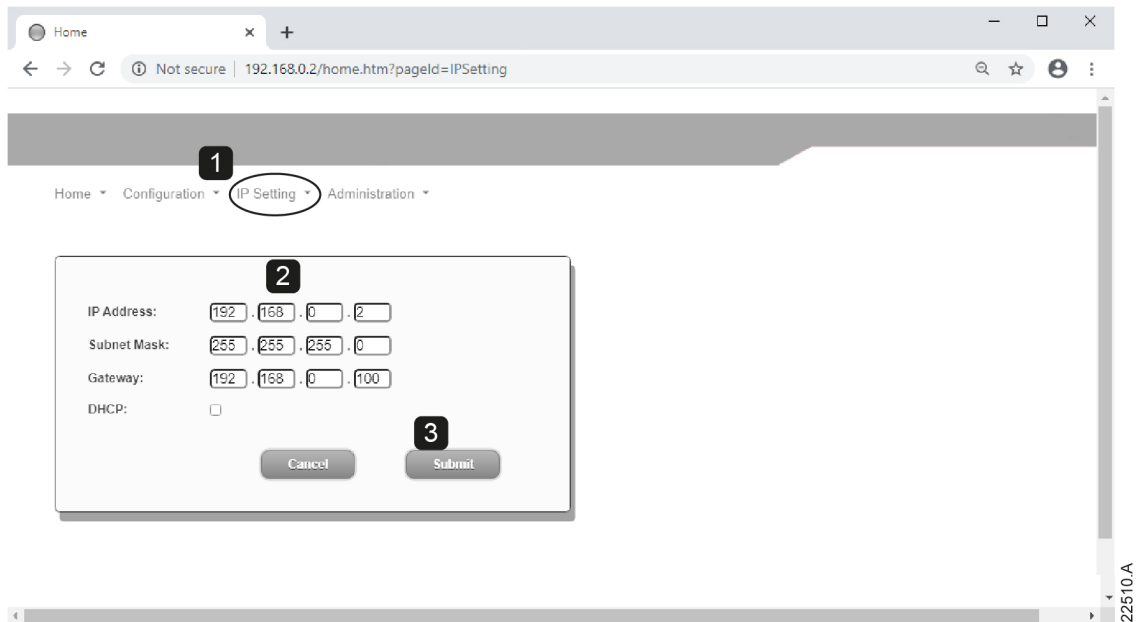 Home
Not secure | 192.168.0.2/home.htm?pageId=IPSetting
1
Home Configuration IP Setting Administration
2
IP Address: 192 . 168 . 0 . 2
Subnet Mask: 255 . 255 . 255 . 0
Gateway: 192 . 168 . 0 . 100
DHCP:
3
Cancel Submit
22510.A